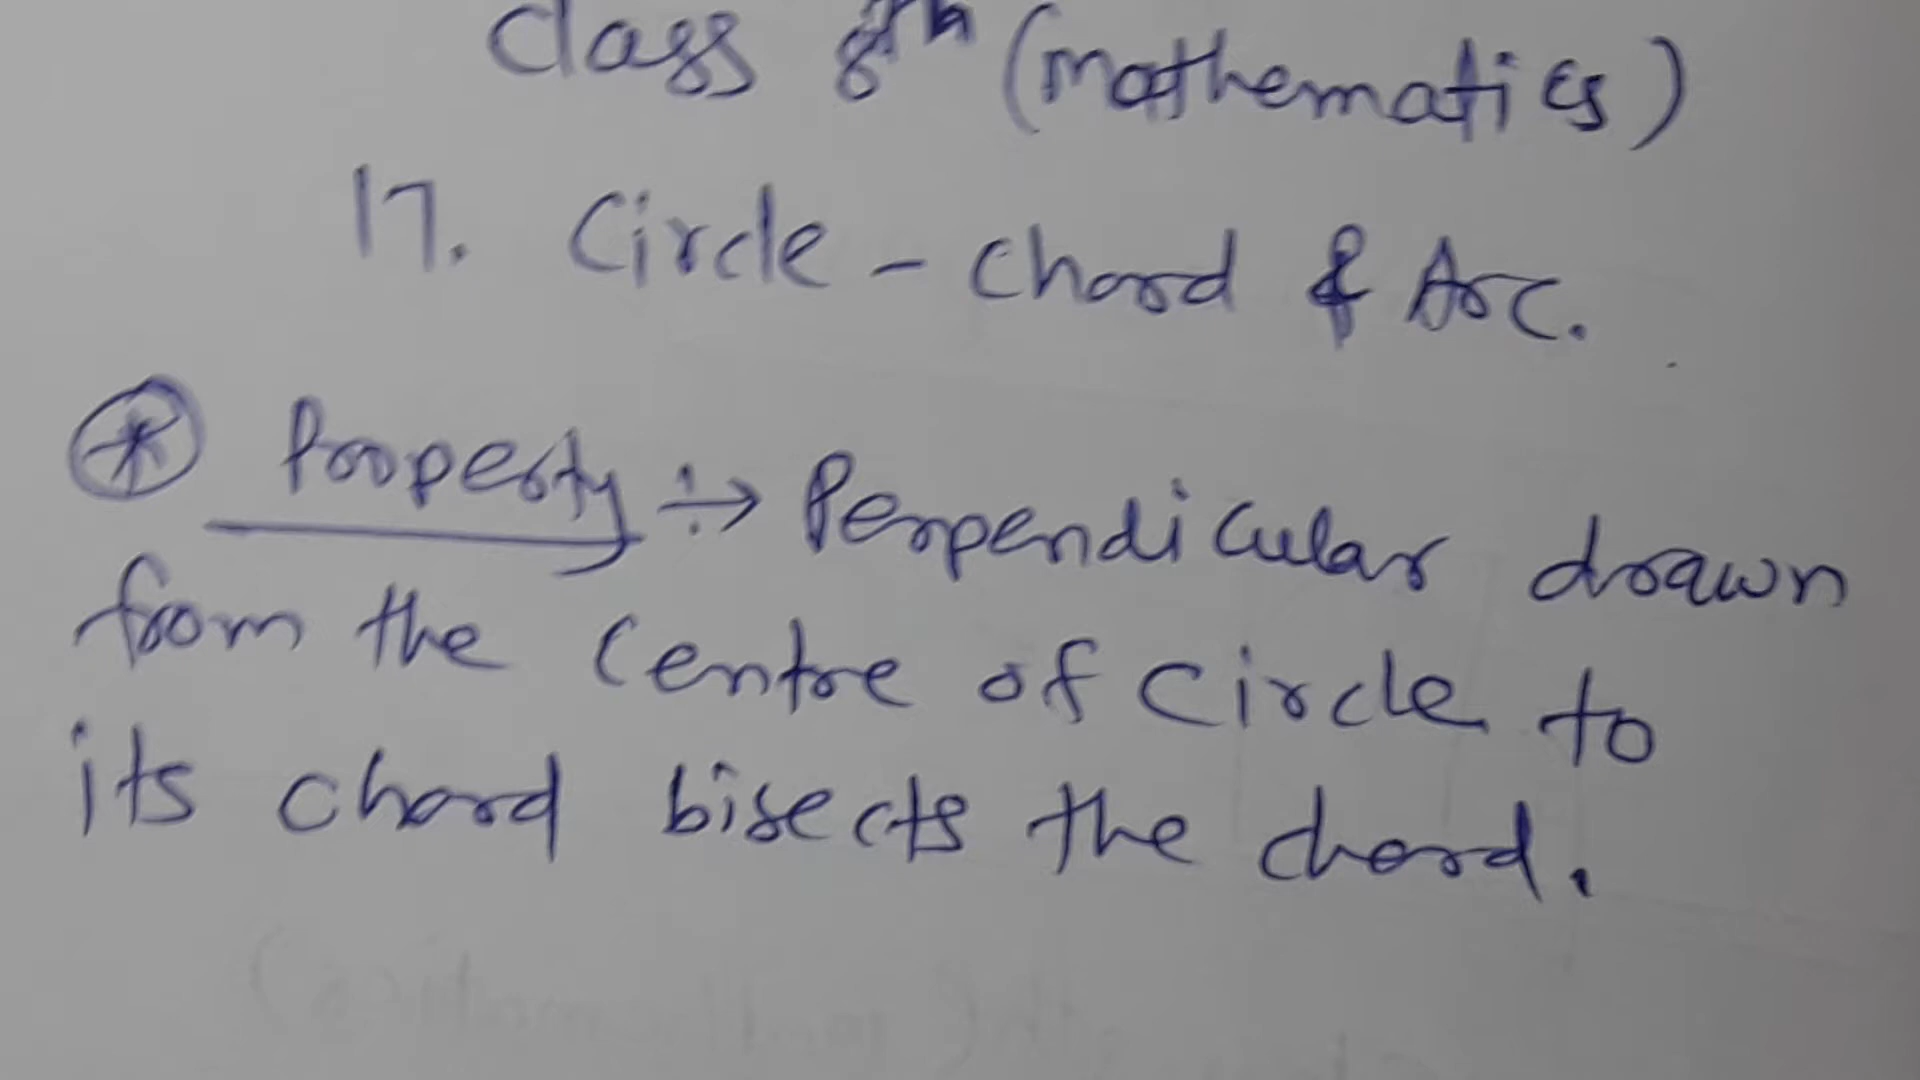 Class 8th (Mathematics)
17. Circle - Chord & Arc.
* Property ÷→ Perpendicular drawn
from the Centre of Circle to
its chord bisects the chord.